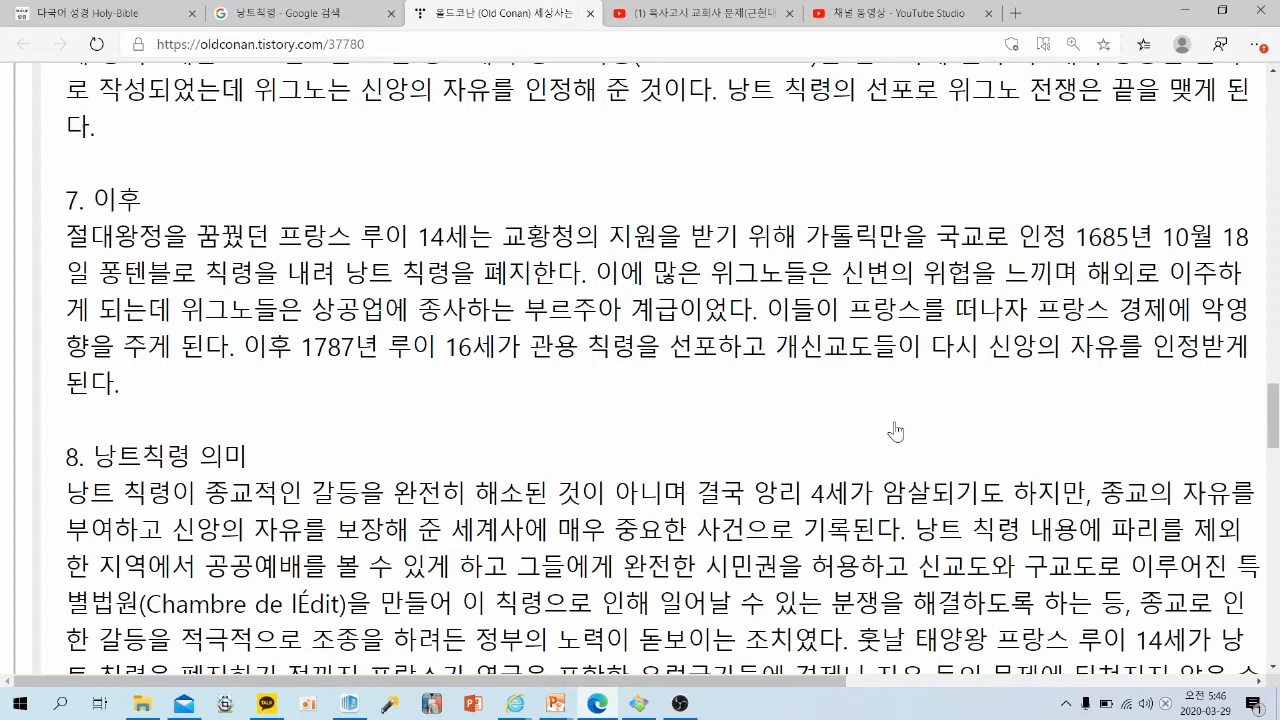 다국어 성경 Holy-Bible
낭트칙령 - Google 검색
올드코난 (Old Conan) 세상사는
(1) 목사고시 교회사 문제(근현대
채널 동영상 - YouTube Studio
https://oldconan.tistory.com/37780
로 작성되었는데 위그노는 신앙의 자유를 인정해 준 것이다. 낭트 칙령의 선포로 위그노 전쟁은 끝을 맺게 된
다.
7. 이후
절대왕정을 꿈꿨던 프랑스 루이 14세는 교황청의 지원을 받기 위해 가톨릭만을 국교로 인정 1685년 10월 18
일 퐁텐블로 칙령을 내려 낭트 칙령을 폐지한다. 이에 많은 위그노들은 신변의 위협을 느끼며 해외로 이주하
게 되는데 위그노들은 상공업에 종사하는 부르주아 계급이었다. 이들이 프랑스를 떠나자 프랑스 경제에 악영
향을 주게 된다. 이후 1787년 루이 16세가 관용 칙령을 선포하고 개신교도들이 다시 신앙의 자유를 인정받게
된다.
8. 낭트칙령 의미
낭트 칙령이 종교적인 갈등을 완전히 해소된 것이 아니며 결국 앙리 4세가 암살되기도 하지만, 종교의 자유를
부여하고 신앙의 자유를 보장해 준 세계사에 매우 중요한 사건으로 기록된다. 낭트 칙령 내용에 파리를 제외
한 지역에서 공공예배를 볼 수 있게 하고 그들에게 완전한 시민권을 허용하고 신교도와 구교도로 이루어진 특
별법원(Chambre de lÉdit)을 만들어 이 칙령으로 인해 일어날 수 있는 분쟁을 해결하도록 하는 등, 종교로 인
한 갈등을 적극적으로 조종을 하려든 정부의 노력이 돋보이는 조치였다. 훗날 태양왕 프랑스 루이 14세가 낭
오전 5:46
2020-03-29